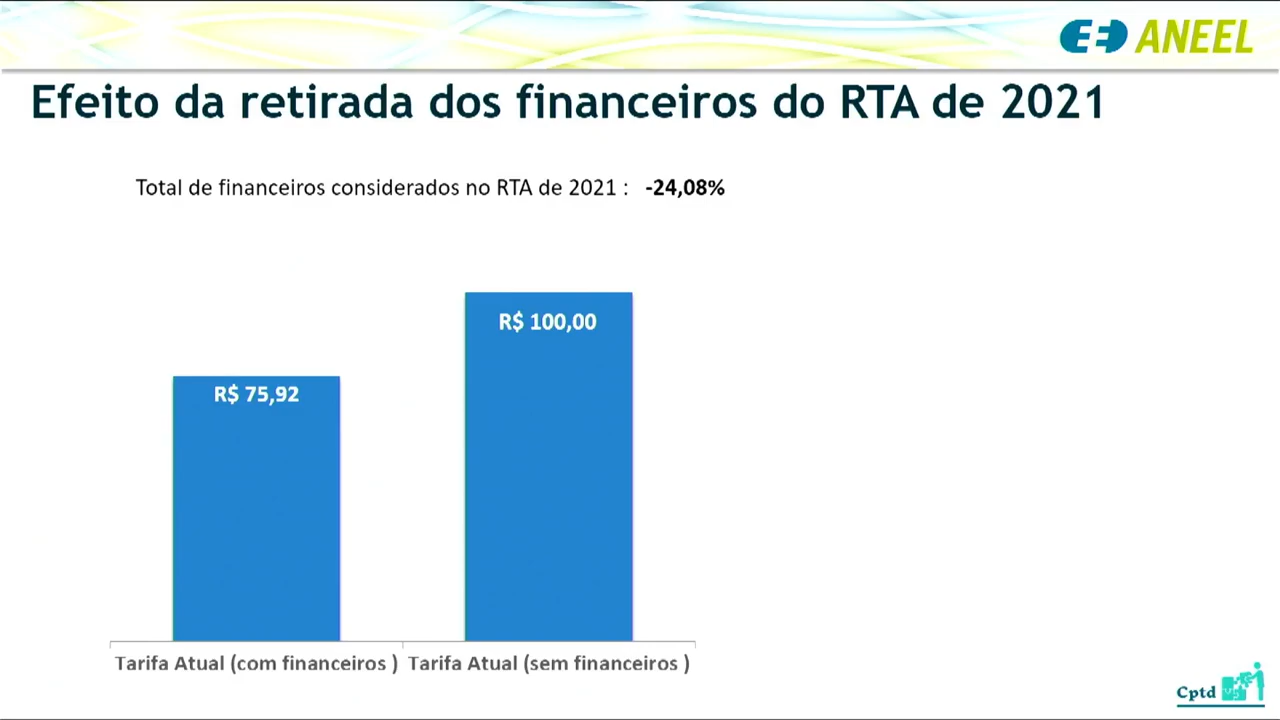 ANEEL
Efeito da retirada dos financeiros do RTA de 2021
Total de financeiros considerados no RTA de 2021 : -24,08%
R$ 100,00
R$ 75,92
Tarifa Atual (com financeiros ) Tarifa Atual (sem financeiros )
Cptd